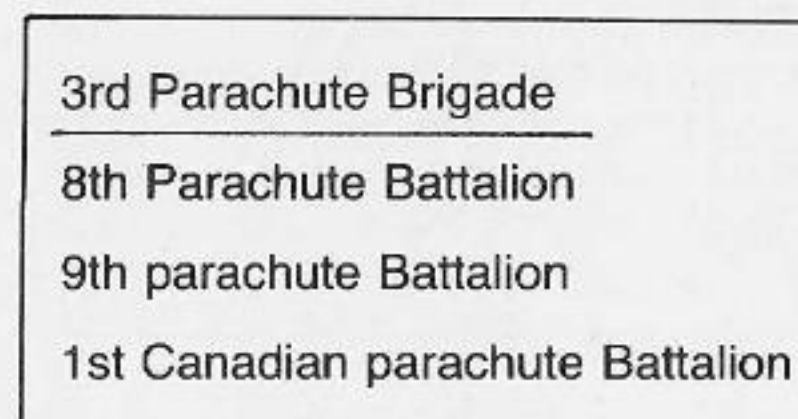 3rd Parachute Brigade
8th Parachute Battalion
9th parachute Battalion
1st Canadian parachute Battalion